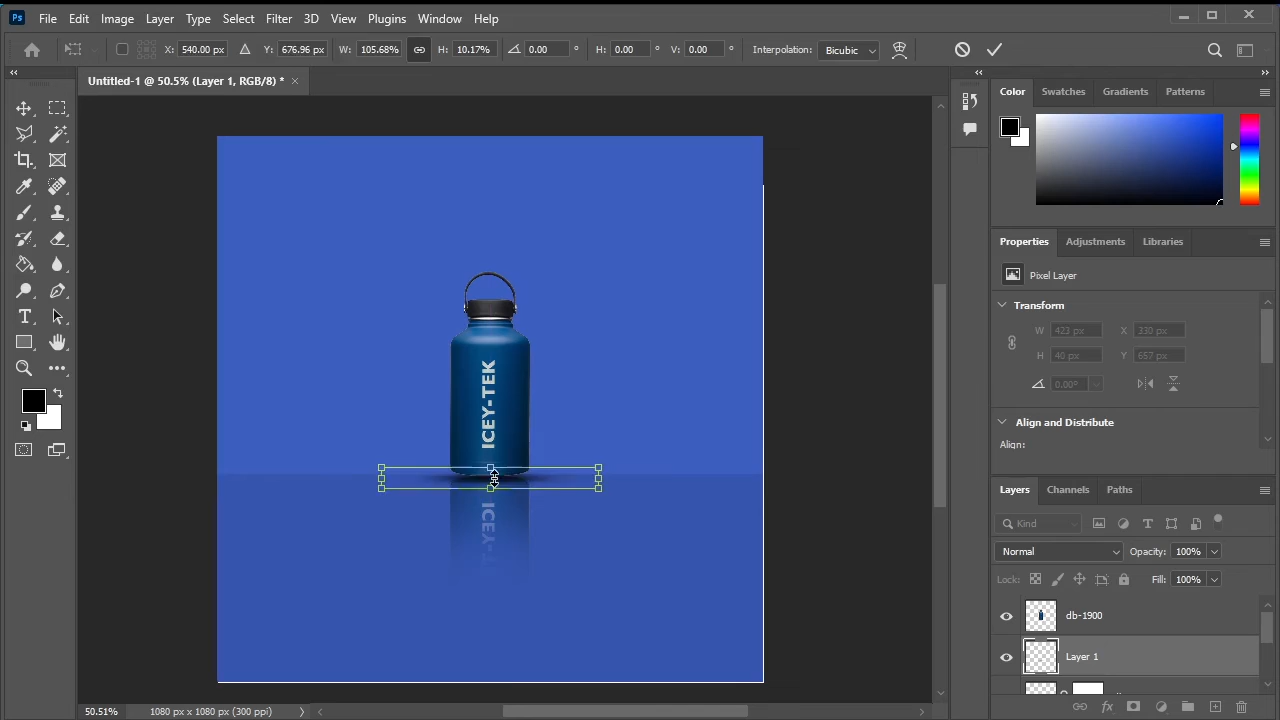 Ps File Edit Image Layer Type Select Filter 3D View Plugins Window Help
X: 540.00 px Y: 676.96 px W: 105.68% H: 10.17% 0.00 ° H: 0.00 ° V: 0.00 ° Interpolation: Bicubic
Untitled-1 @ 50.5% (Layer 1, RGB/8) *
Color Swatches Gradients Patterns
ICEY-TEK
Properties Adjustments Libraries
Pixel Layer
Transform
W 423 px X 330 px
H 40 px Y 657 px
0.00°
Align and Distribute
Align:
Layers Channels Paths
Kind
Normal Opacity: 100%
Lock: Fill: 100%
db-1900
Layer 1
50.51% 1080 px x 1080 px (300 ppi)